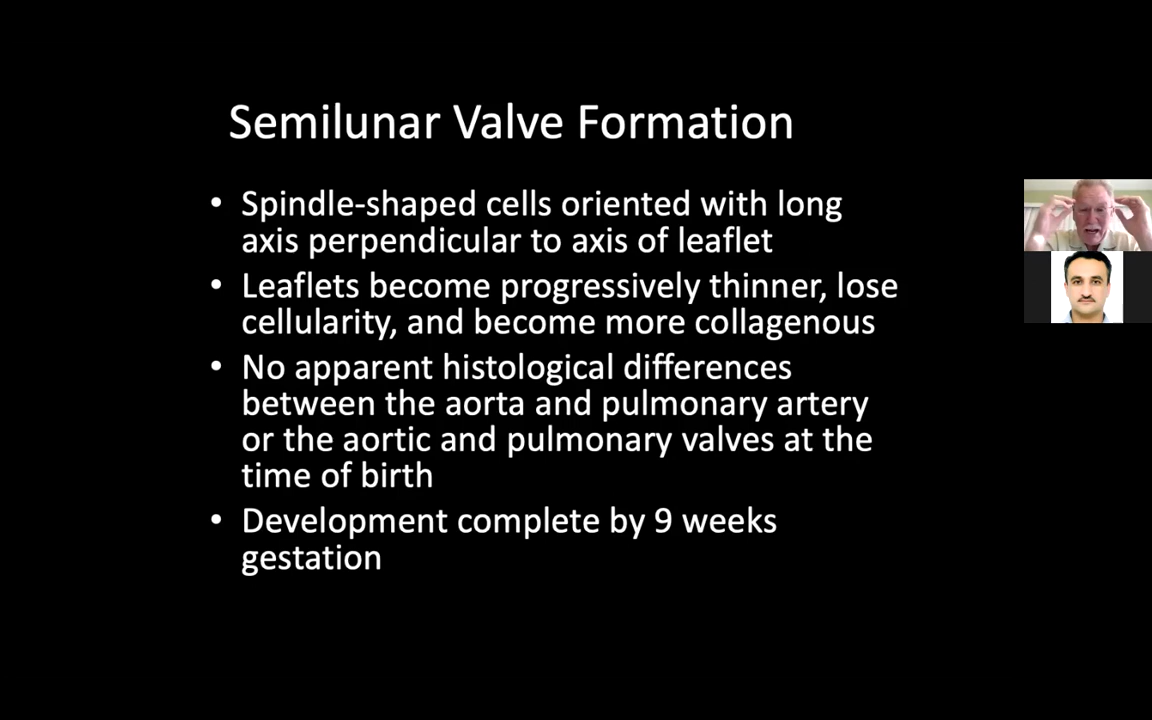 Semilunar Valve Formation
• Spindle-shaped cells oriented with long
axis perpendicular to axis of leaflet
• Leaflets become progressively thinner, lose
cellularity, and become more collagenous
• No apparent histological differences
between the aorta and pulmonary artery
or the aortic and pulmonary valves at the
time of birth
• Development complete by 9 weeks
gestation